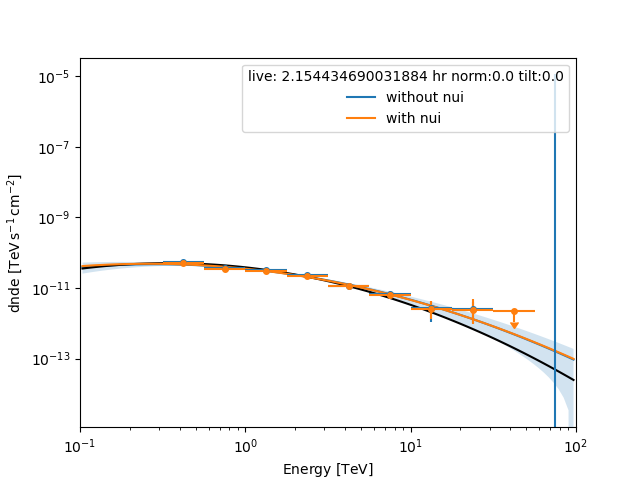 live: 2.154434690031884 hr norm:0.0 tilt:0.0
without nui
with nui
10⁻⁵
10⁻⁷
10⁻⁹
10⁻¹¹
10⁻¹³
dnde [TeV s⁻¹ cm⁻²]
10⁻¹ 10⁰ 10¹ 10²
Energy [TeV]